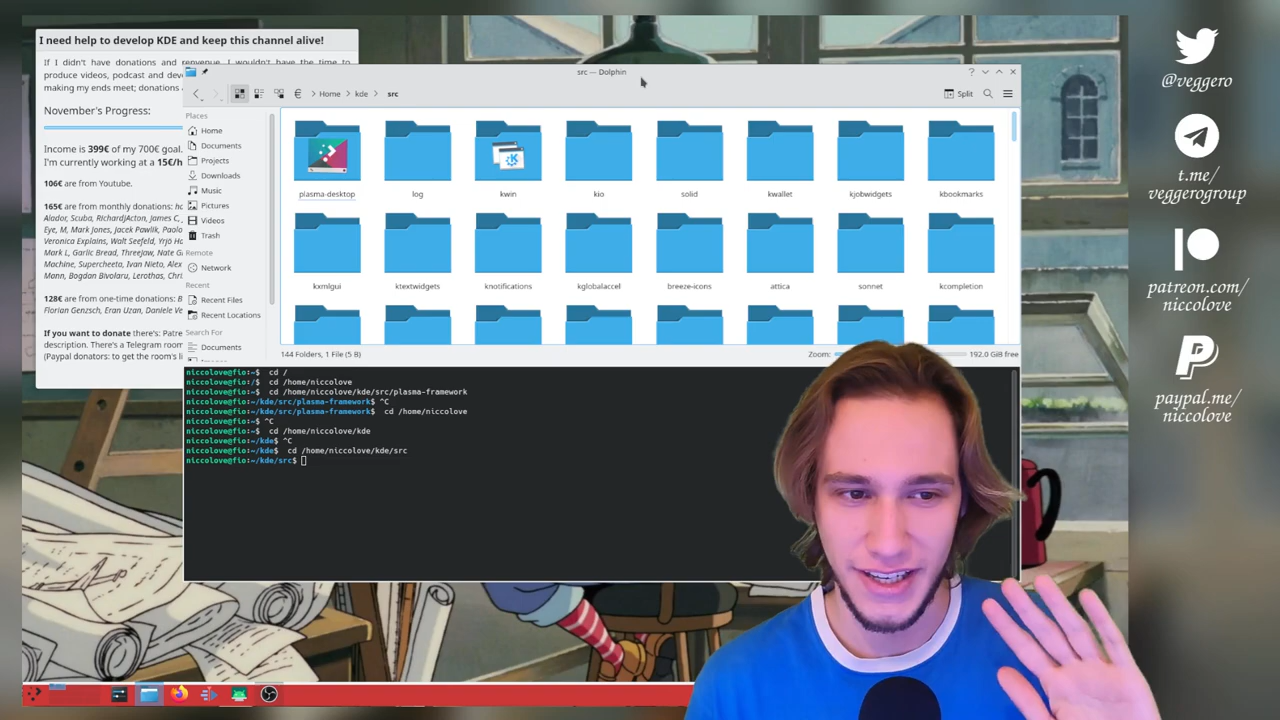 I need help to develop KDE and keep this channel alive!
If I didn't have donations and revenue, I wouldn't have the time to
produce videos, podcast and dev
making my ends meet; donations
November's Progress:
Income is 399€ of my 700€ goal.
I'm currently working at a 15€/h
106€ are from Youtube.
165€ are from monthly donations:
Alador, Scuba, RichardJActon, James C,
Eye, M, Mark Jones, Jacek Pawlik, Paolo
Veronica Explains, Walt Seefeld, Yrjö
Mark L, Garlic Bread, Threejaw, Nate G
Machine, Supercheeta, Ivan Nieto, Alex
Mann, Bogdan Bivolaru, Lerothas, Chri
128€ are from one-time donations: B
Florian Genzsch, Eran Uzan, Daniele Ve
If you want to donate there's: Patre
description. There's a Telegram room
(Paypal donators: to get the room's li
src — Dolphin
?
€
Home
kde
src
Split
Places
Home
Documents
Projects
Downloads
Music
Pictures
Videos
Trash
Remote
Network
Recent
Recent Files
Recent Locations
Search For
Documents
plasma-desktop
log
kwin
kio
solid
kwallet
kjobwidgets
kbookmarks
kxmlgui
ktextwidgets
knotifications
kglobalaccel
breeze-icons
attica
sonnet
kcompletion
144 Folders, 1 File (5 B)
Zoom:
192.0 GiB free
niccolove@fio:~$ cd /
niccolove@fio:/$ cd /home/niccolove
niccolove@fio:~$ cd /home/niccolove/kde/src/plasma-framework
niccolove@fio:~/kde/src/plasma-framework$ ^C
niccolove@fio:~/kde/src/plasma-framework$ cd /home/niccolove
niccolove@fio:~$ ^C
niccolove@fio:~$ cd /home/niccolove/kde
niccolove@fio:~/kde$ ^C
niccolove@fio:~/kde$ cd /home/niccolove/kde/src
niccolove@fio:~/kde/src$
@veggero
t.me/
veggerogroup
patreon.com/
niccolove
paypal.me/
niccolove